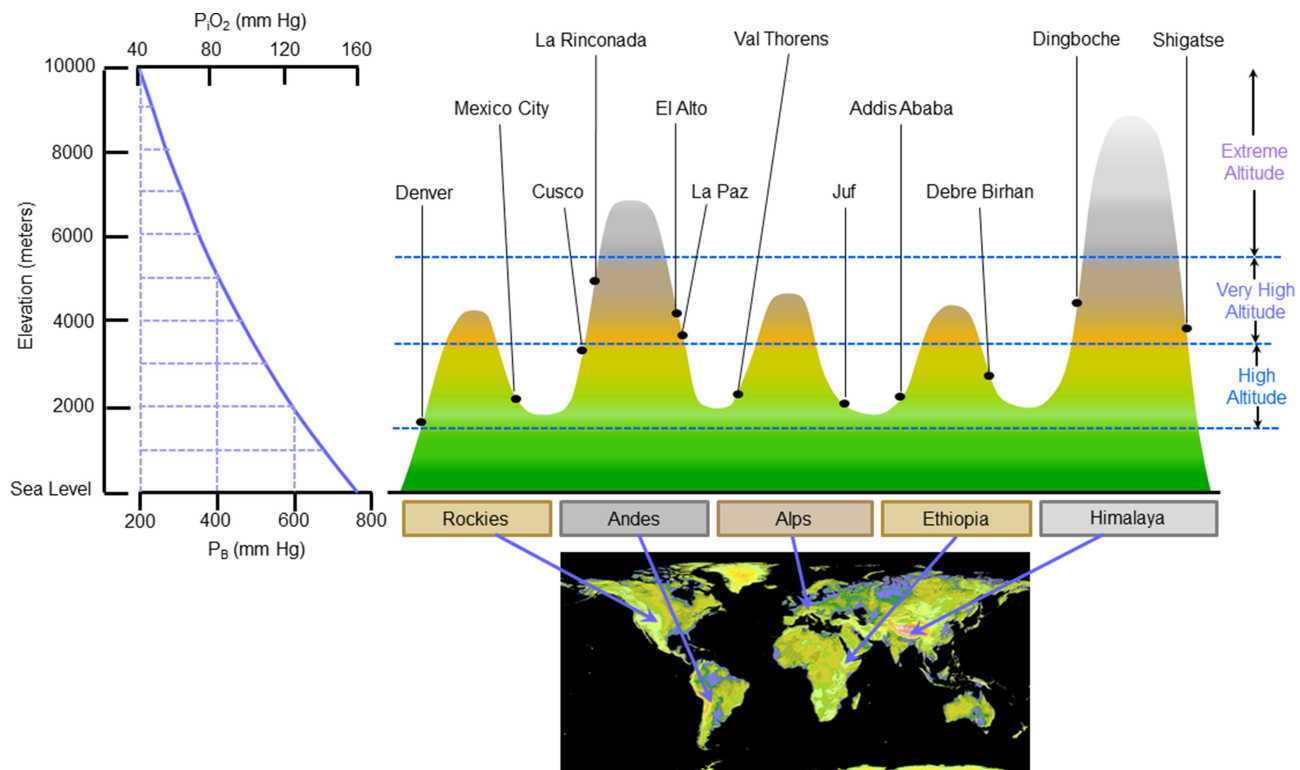 PiO2 (mm Hg)
40 80 120 160
10000
8000
6000
4000
2000
Sea Level
Elevation (meters)
200 400 600 800
PB (mm Hg)
La Rinconada
Val Thorens
Dingboche
Shigatse
Mexico City
El Alto
Addis Ababa
Denver
Cusco
La Paz
Juf
Debre Birhan
Extreme
Altitude
Very High
Altitude
High
Altitude
Rockies
Andes
Alps
Ethiopia
Himalaya